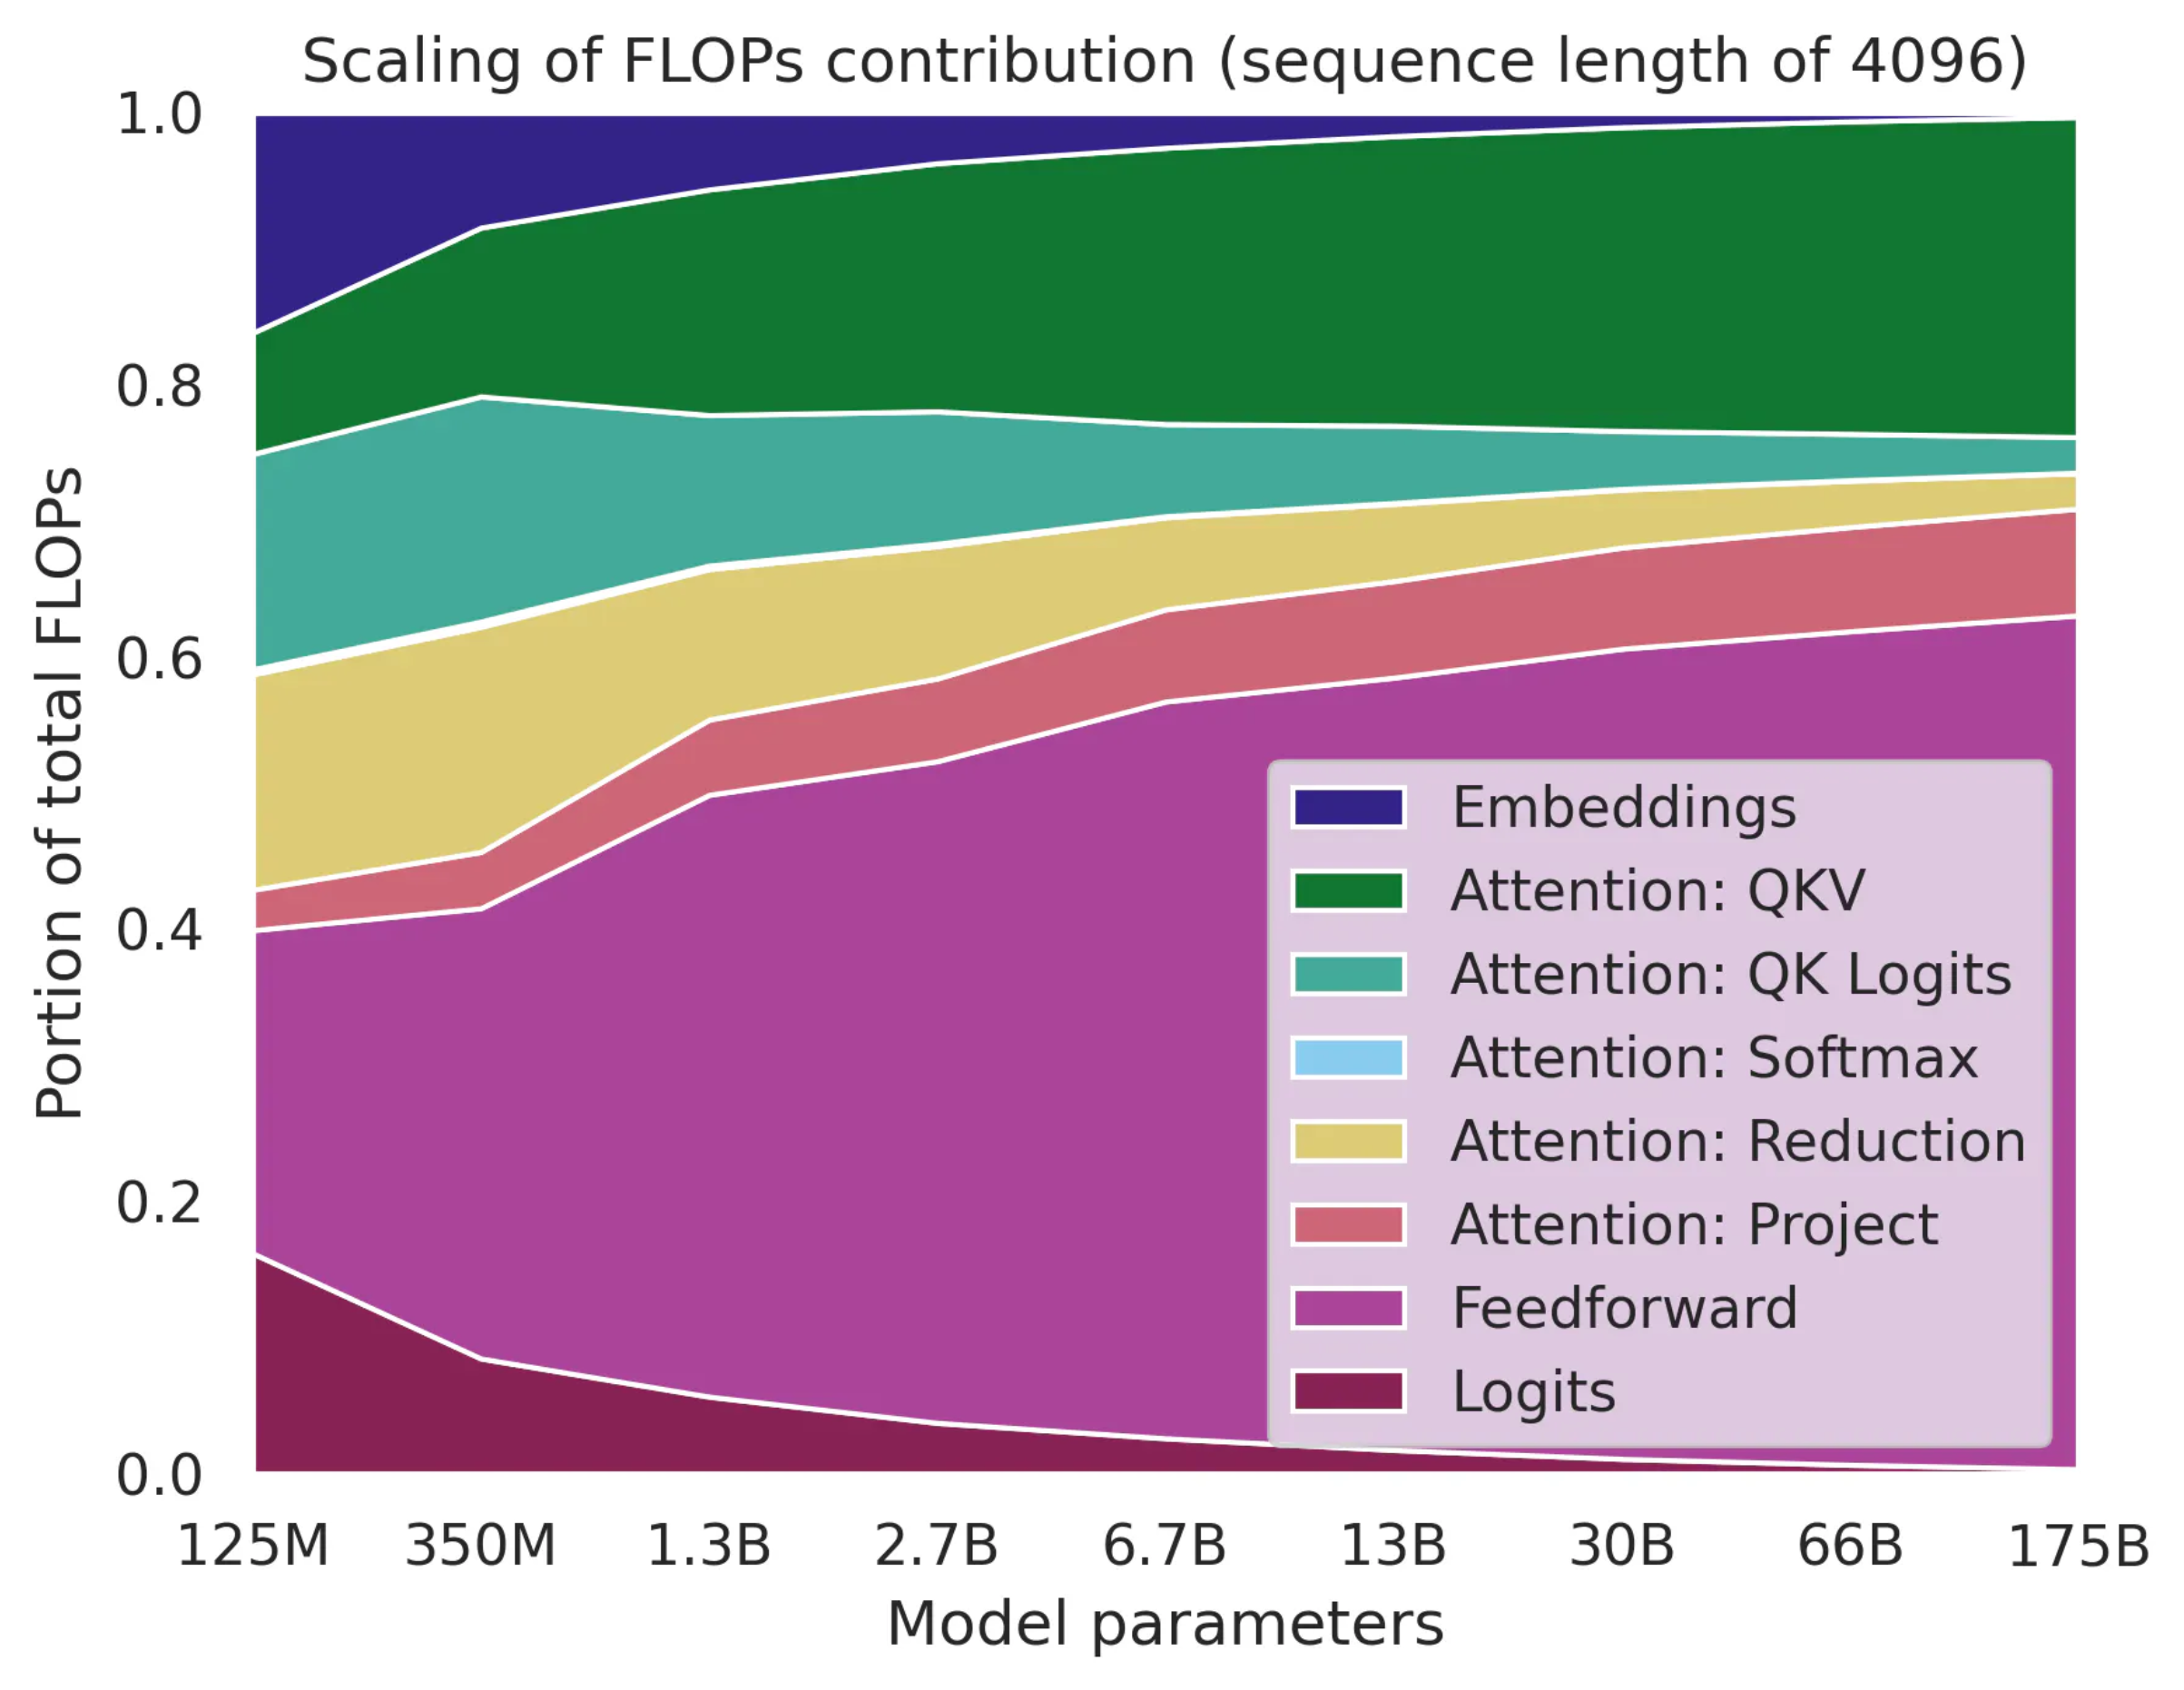 Scaling of FLOPs contribution (sequence length of 4096)
1.0
0.8
0.6
0.4
0.2
0.0
Portion of total FLOPs
Embeddings
Attention: QKV
Attention: QK Logits
Attention: Softmax
Attention: Reduction
Attention: Project
Feedforward
Logits
125M 350M 1.3B 2.7B 6.7B 13B 30B 66B 175B
Model parameters